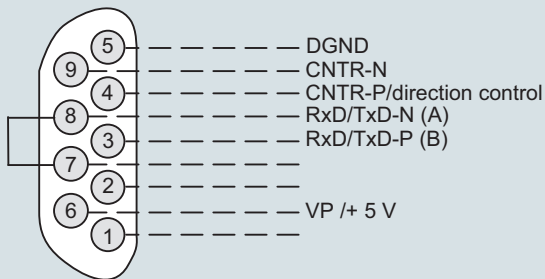 5 DGND
9 CNTR-N
4 CNTR-P/direction control
8 RxD/TxD-N (A)
3 RxD/TxD-P (B)
7
2
6 VP /+ 5 V
1